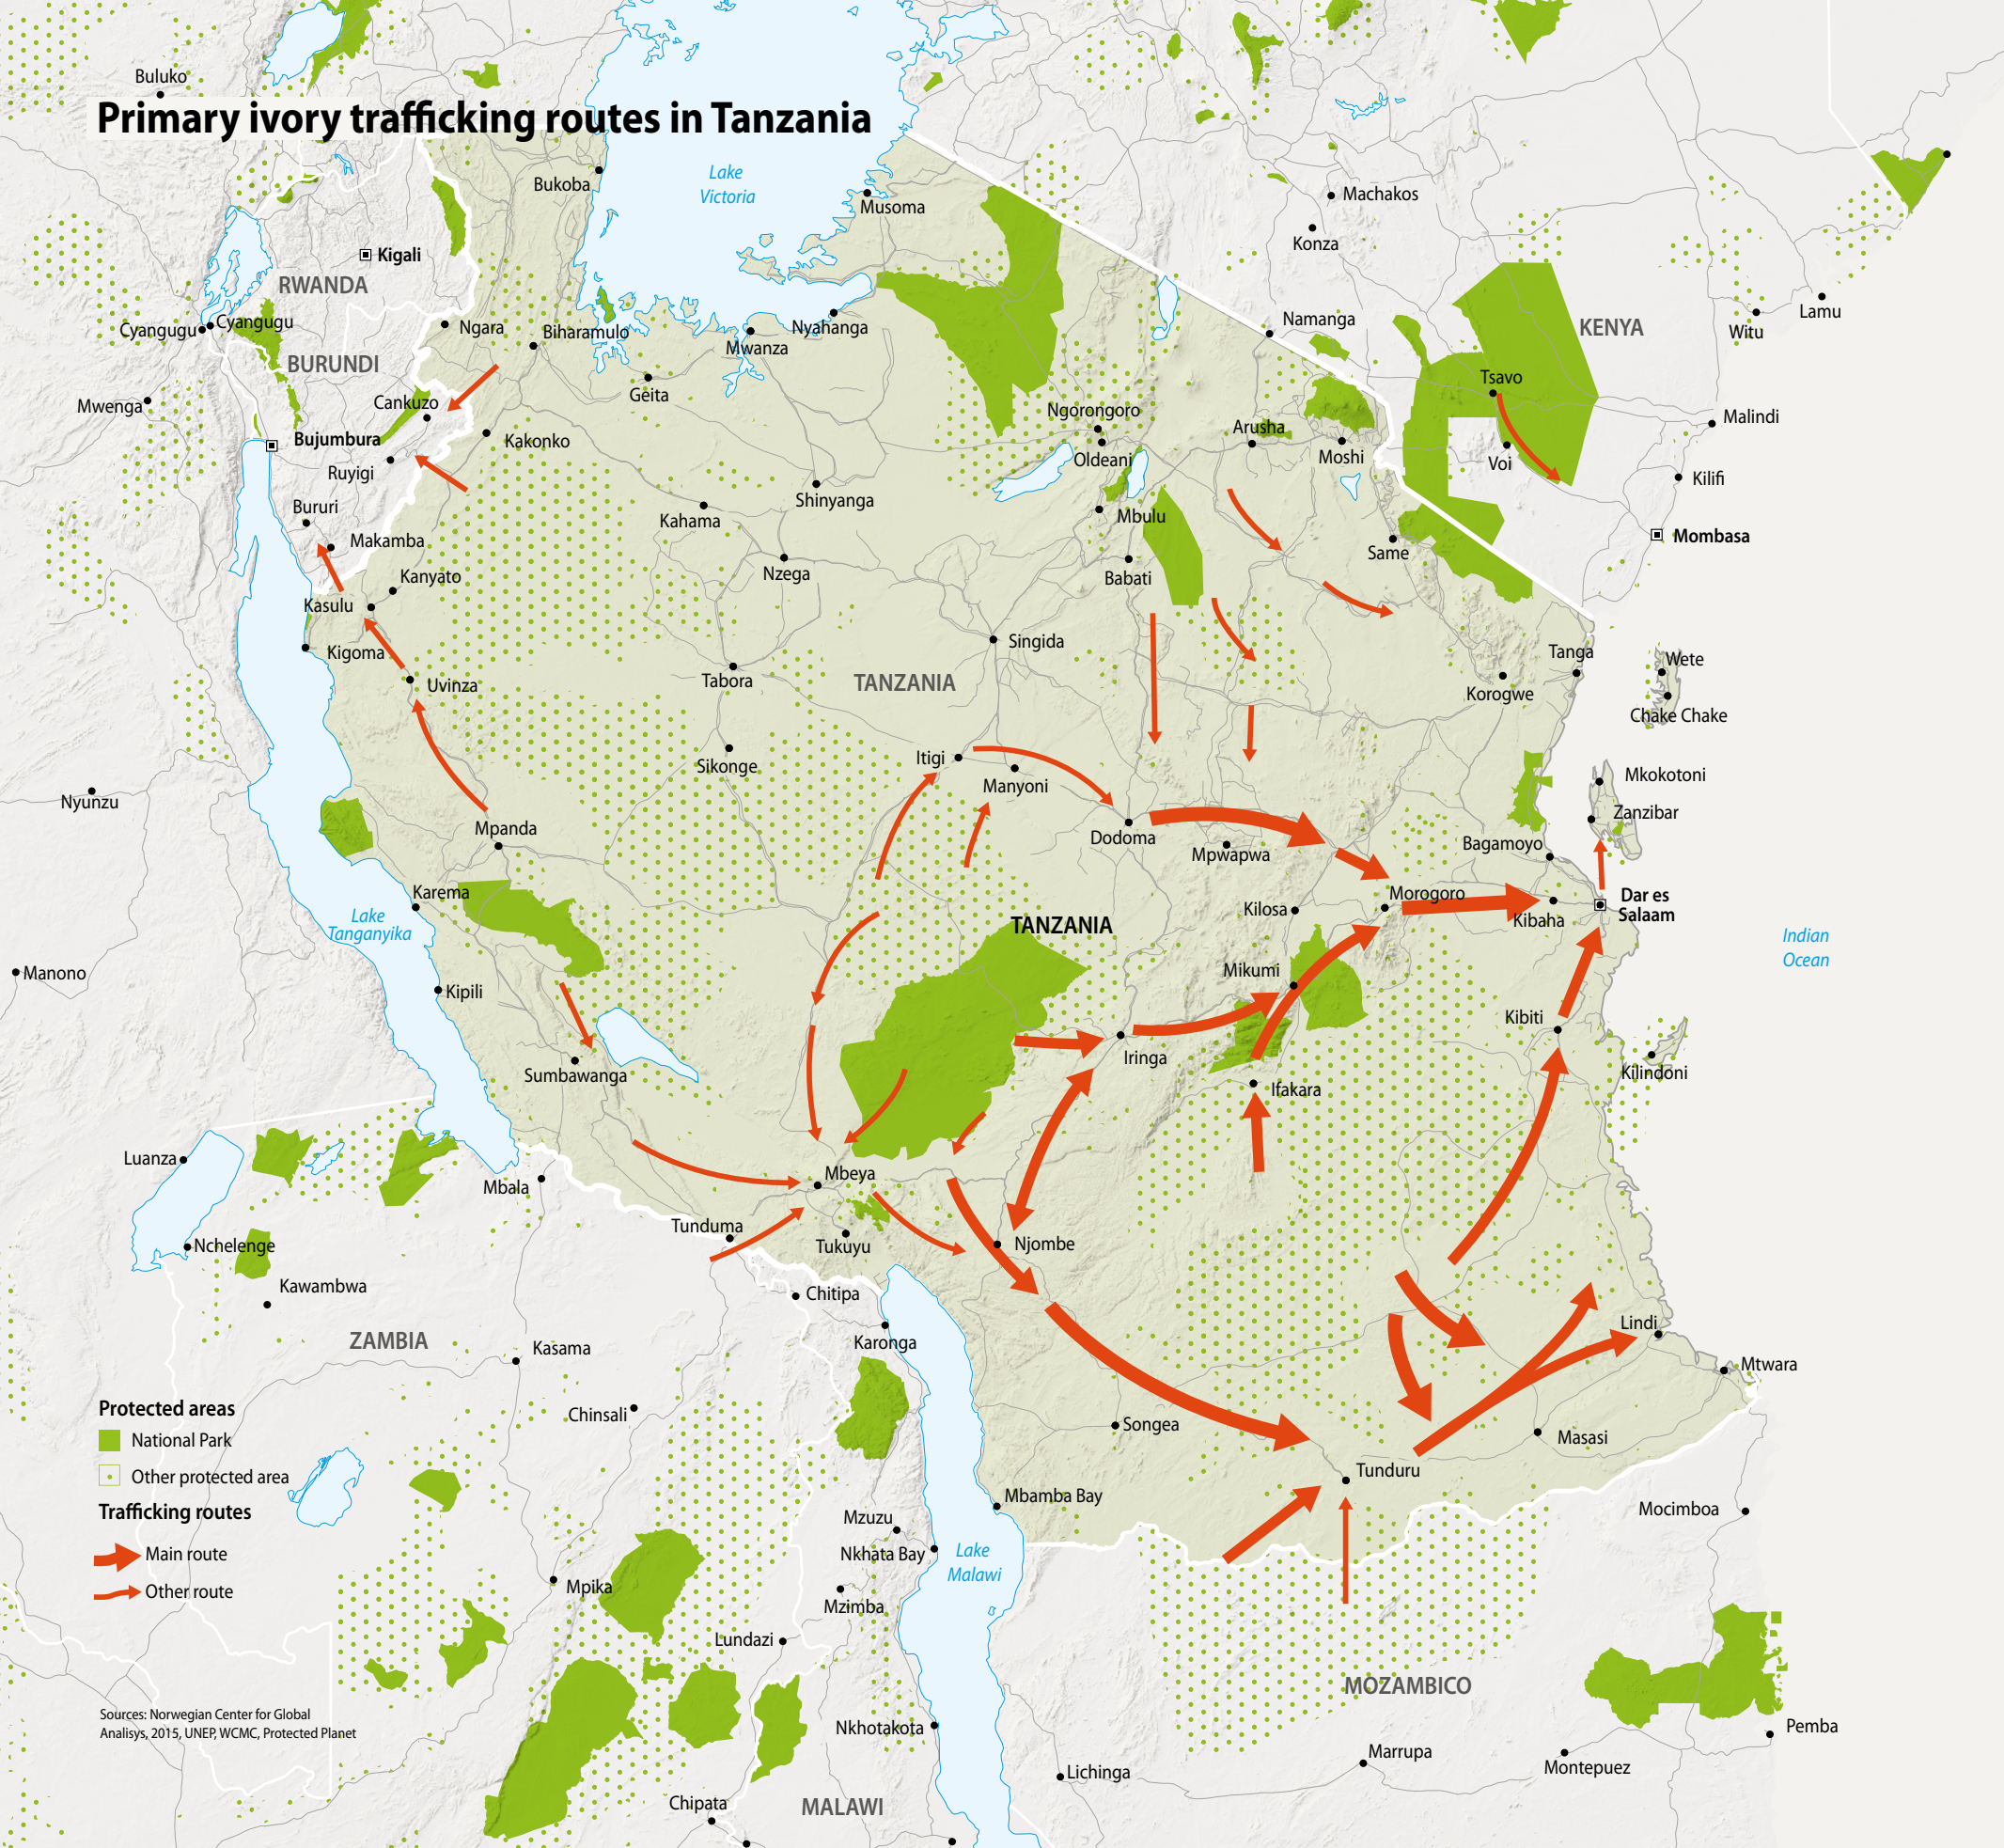 Buluko
Primary ivory trafficking routes in Tanzania
Lake
Victoria
Bukoba
Musoma
Machakos
Konza
Kigali
RWANDA
Lamu
Witu
KENYA
Namanga
Cyangugu
Cyangugu
Ngara
Biharamulo
Nyahanga
Mwanza
BURUNDI
Geita
Tsavo
Cankuzo
Mwenga
Ngorongoro
Malindi
Arusha
Bujumbura
Kakonko
Oldeani
Moshi
Voi
Ruyigi
Kilifi
Shinyanga
Bururi
Kahama
Mbulu
Mombasa
Makamba
Same
Kanyato
Nzega
Babati
Kasulu
Singida
Kigoma
Tanga
Wete
Uvinza
Tabora
TANZANIA
Korogwe
Chake Chake
Itigi
Sikonge
Manyoni
Mkokotoni
Nyunzu
Zanzibar
Mpanda
Dodoma
Mpwapwa
Bagamoyo
Karema
Morogoro
Dar es
Salaam
Kilosa
Kibaha
Lake
Tanganyika
TANZANIA
Indian
Ocean
Manono
Mikumi
Kipili
Kibiti
Iringa
Sumbawanga
Kilindoni
Ifakara
Luanza
Mbala
Mbeya
Tunduma
Tukuyu
Njombe
Nchelenge
Kawambwa
Chitipa
Lindi
ZAMBIA
Karonga
Kasama
Mtwara
Protected areas
National Park
Other protected area
Trafficking routes
Main route
Other route
Chinsali
Songea
Masasi
Tunduru
Mbamba Bay
Mocimboa
Mzuzu
Nkhata Bay
Lake
Malawi
Mpika
Mzimba
Lundazi
MOZAMBICO
Sources: Norwegian Center for Global
Analisys, 2015, UNEP, WCMC, Protected Planet
Nkhotakota
Pemba
Marrupa
Montepuez
Lichinga
Chipata
MALAWI